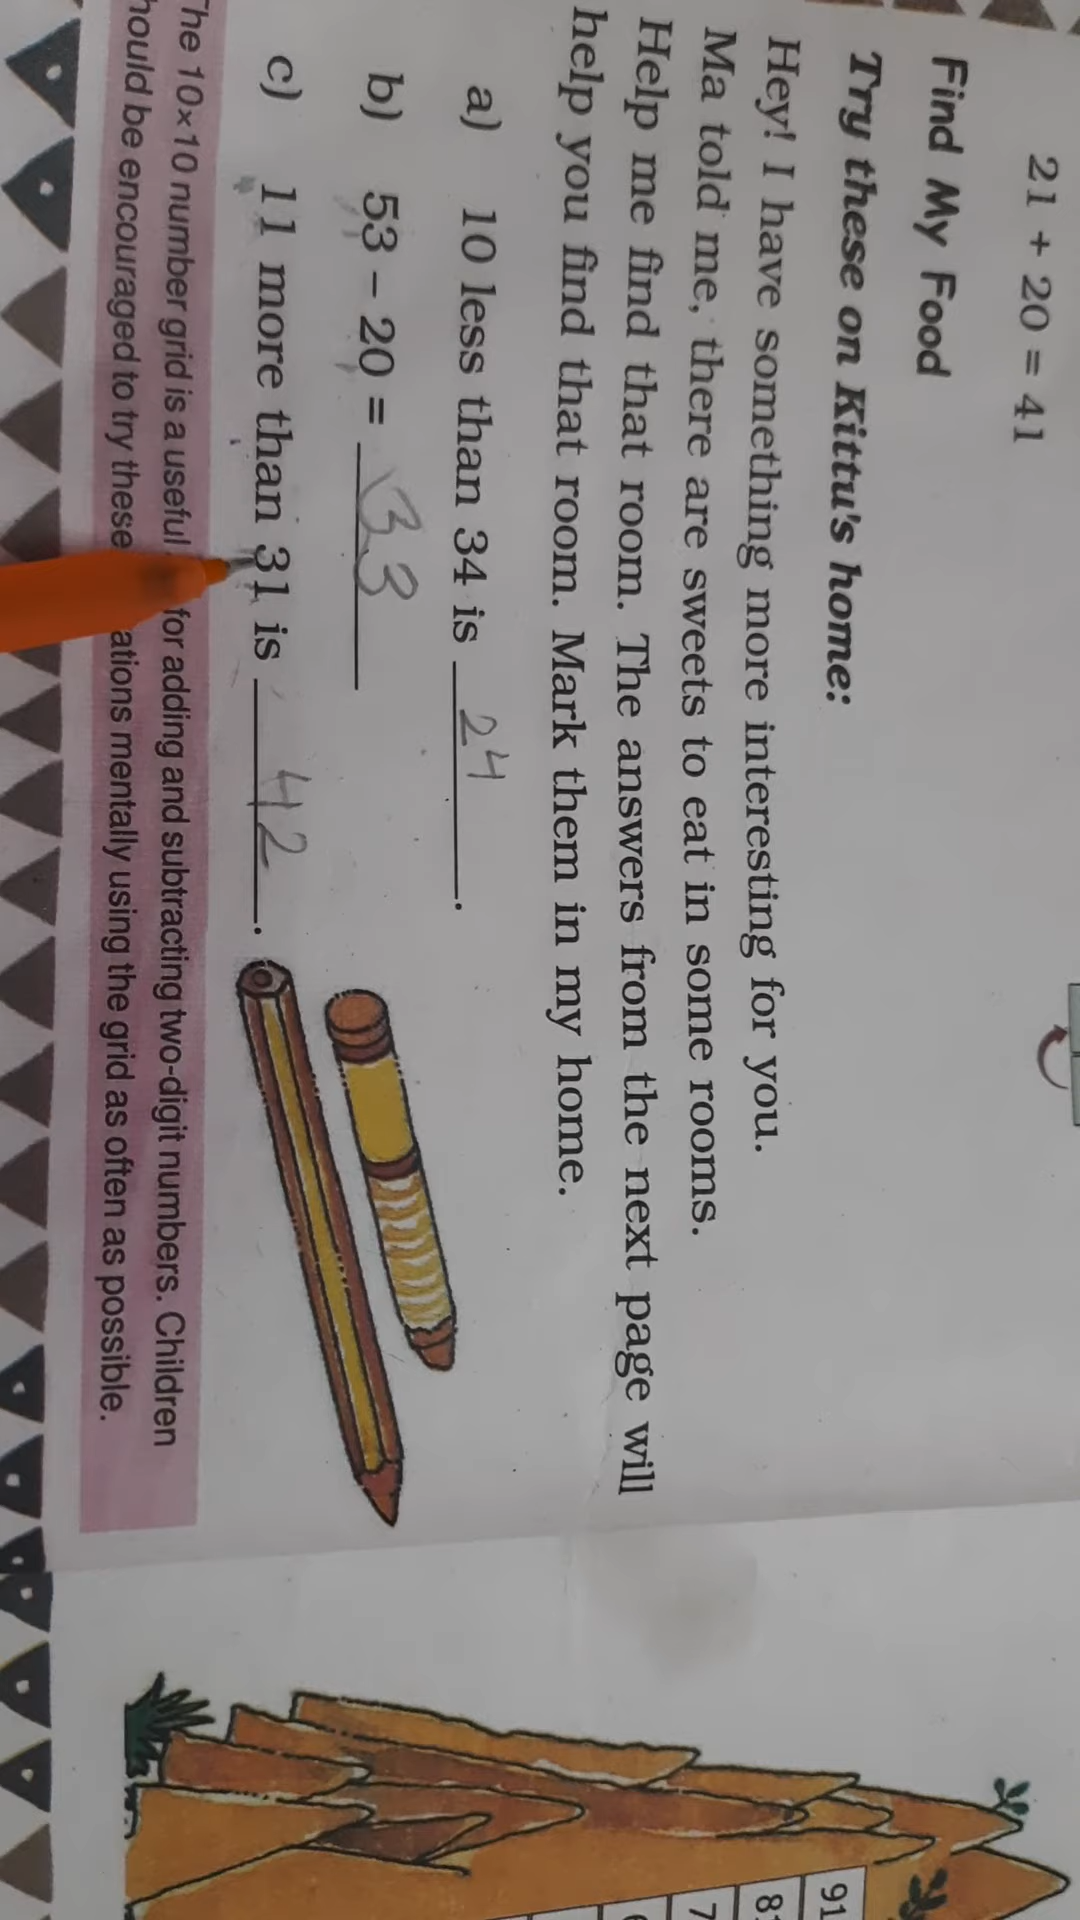 21 + 20 = 41
Find My Food
Try these on Kittu's home:
Hey! I have something more interesting for you.
Ma told me, there are sweets to eat in some rooms.
Help me find that room. The answers from the next page will
help you find that room. Mark them in my home.
a) 10 less than 34 is 24.
b) 53 – 20 = 33
c) 11 more than 31 is 42.
The 10×10 number grid is a useful for adding and subtracting two-digit numbers. Children
should be encouraged to try these mentally using the grid as often as possible.
91